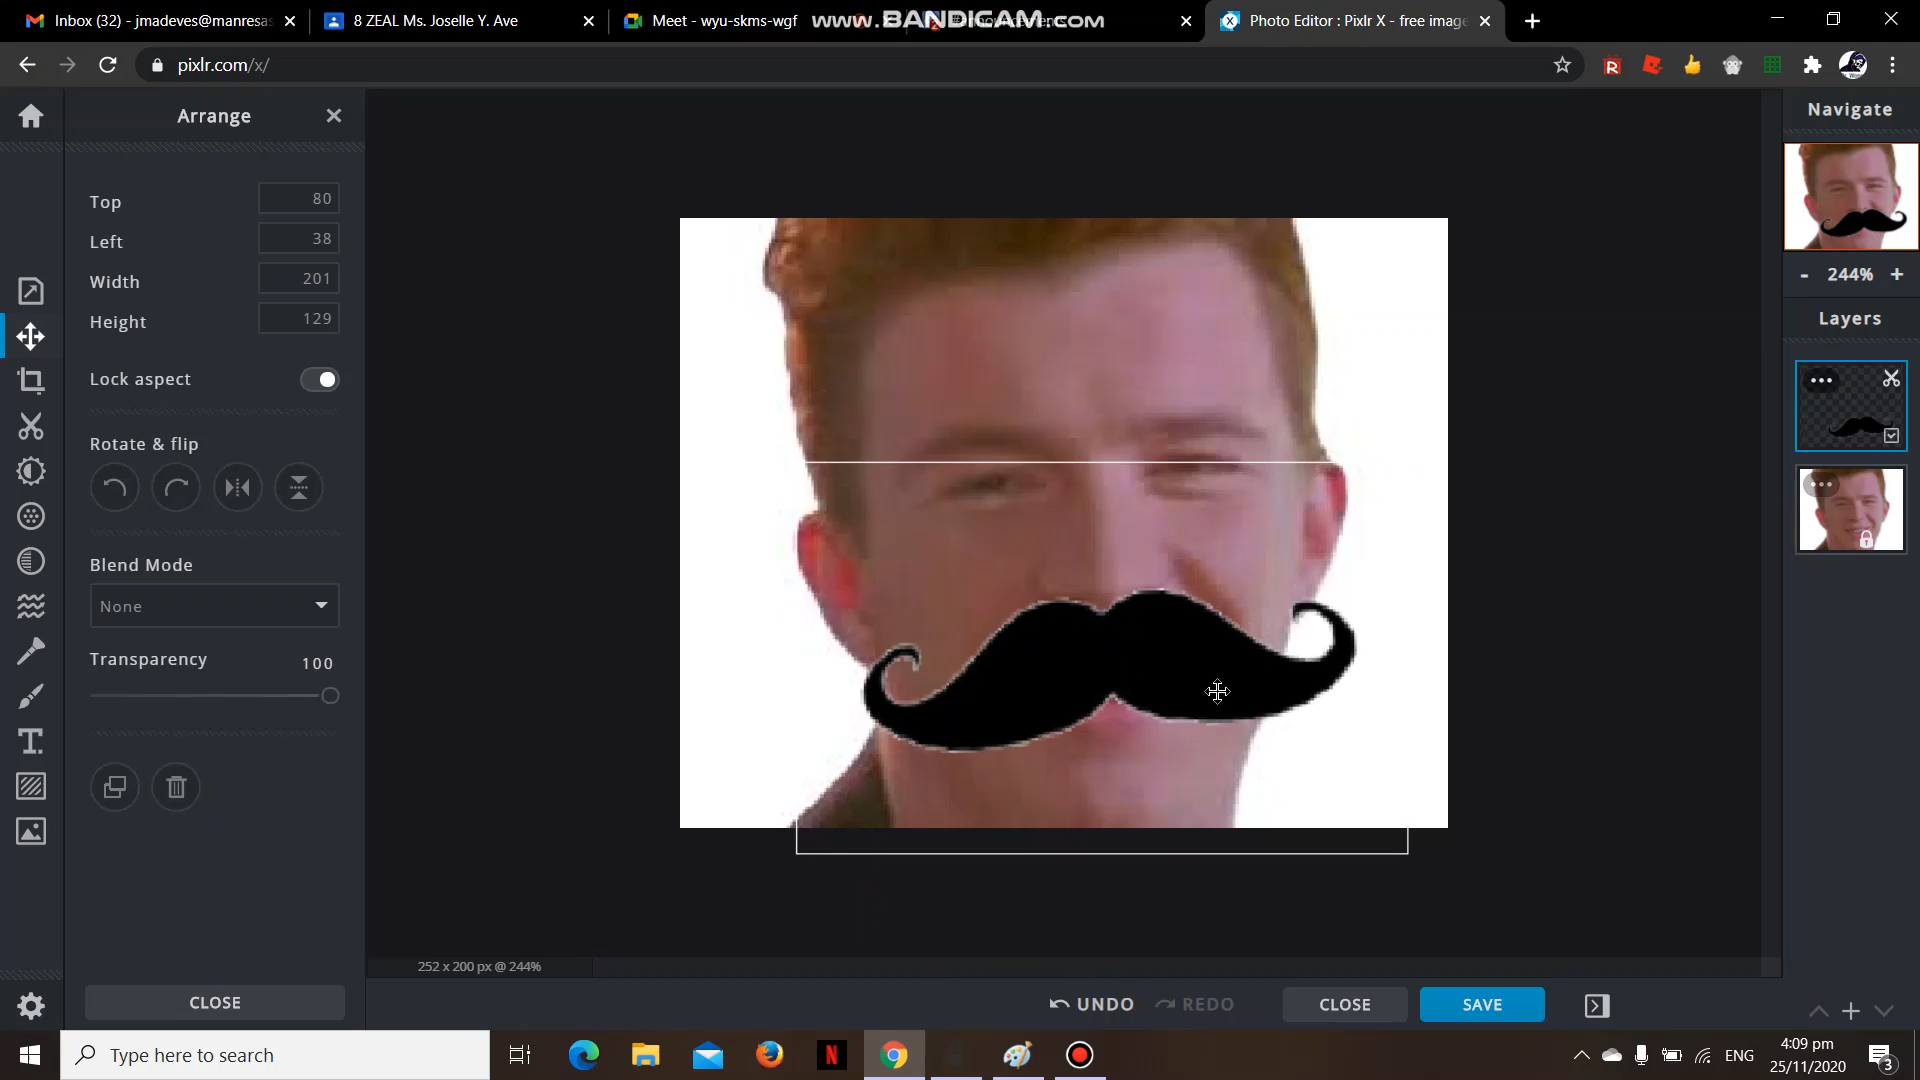 Inbox (32) - jmadeves@manresas
8 ZEAL Ms. Joselle Y. Ave
Meet - wyu-skms-wgf
WWW.BANDICAM.COM
Photo Editor : Pixlr X - free image
pixlr.com/x/
Arrange
Navigate
Top 80
Left 38
Width 201
Height 129
- 244% +
Layers
Lock aspect
Rotate & flip
Blend Mode
None
Transparency 100
252 x 200 px @ 244%
CLOSE
UNDO
REDO
CLOSE
SAVE
Type here to search
ENG
4:09 pm
25/11/2020
3